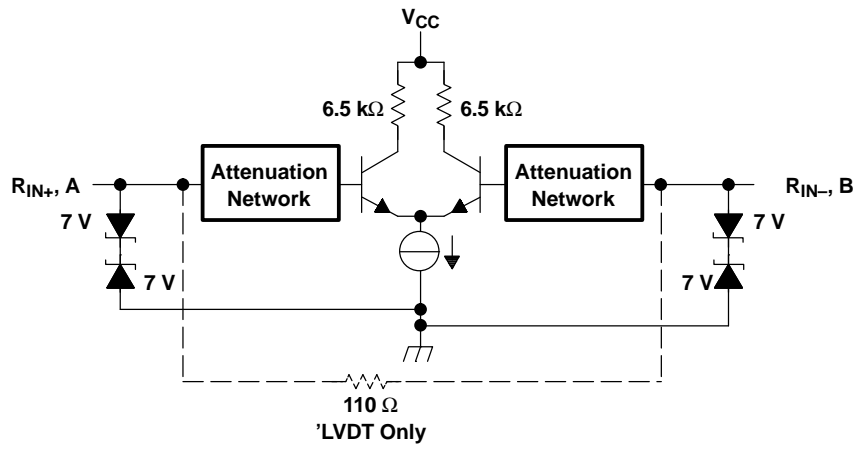 VCC
6.5 kΩ 6.5 kΩ
Attenuation Network
Attenuation Network
RIN+, A
RIN–, B
7 V
7 V
7 V
7 V
110 Ω
’LVDT Only